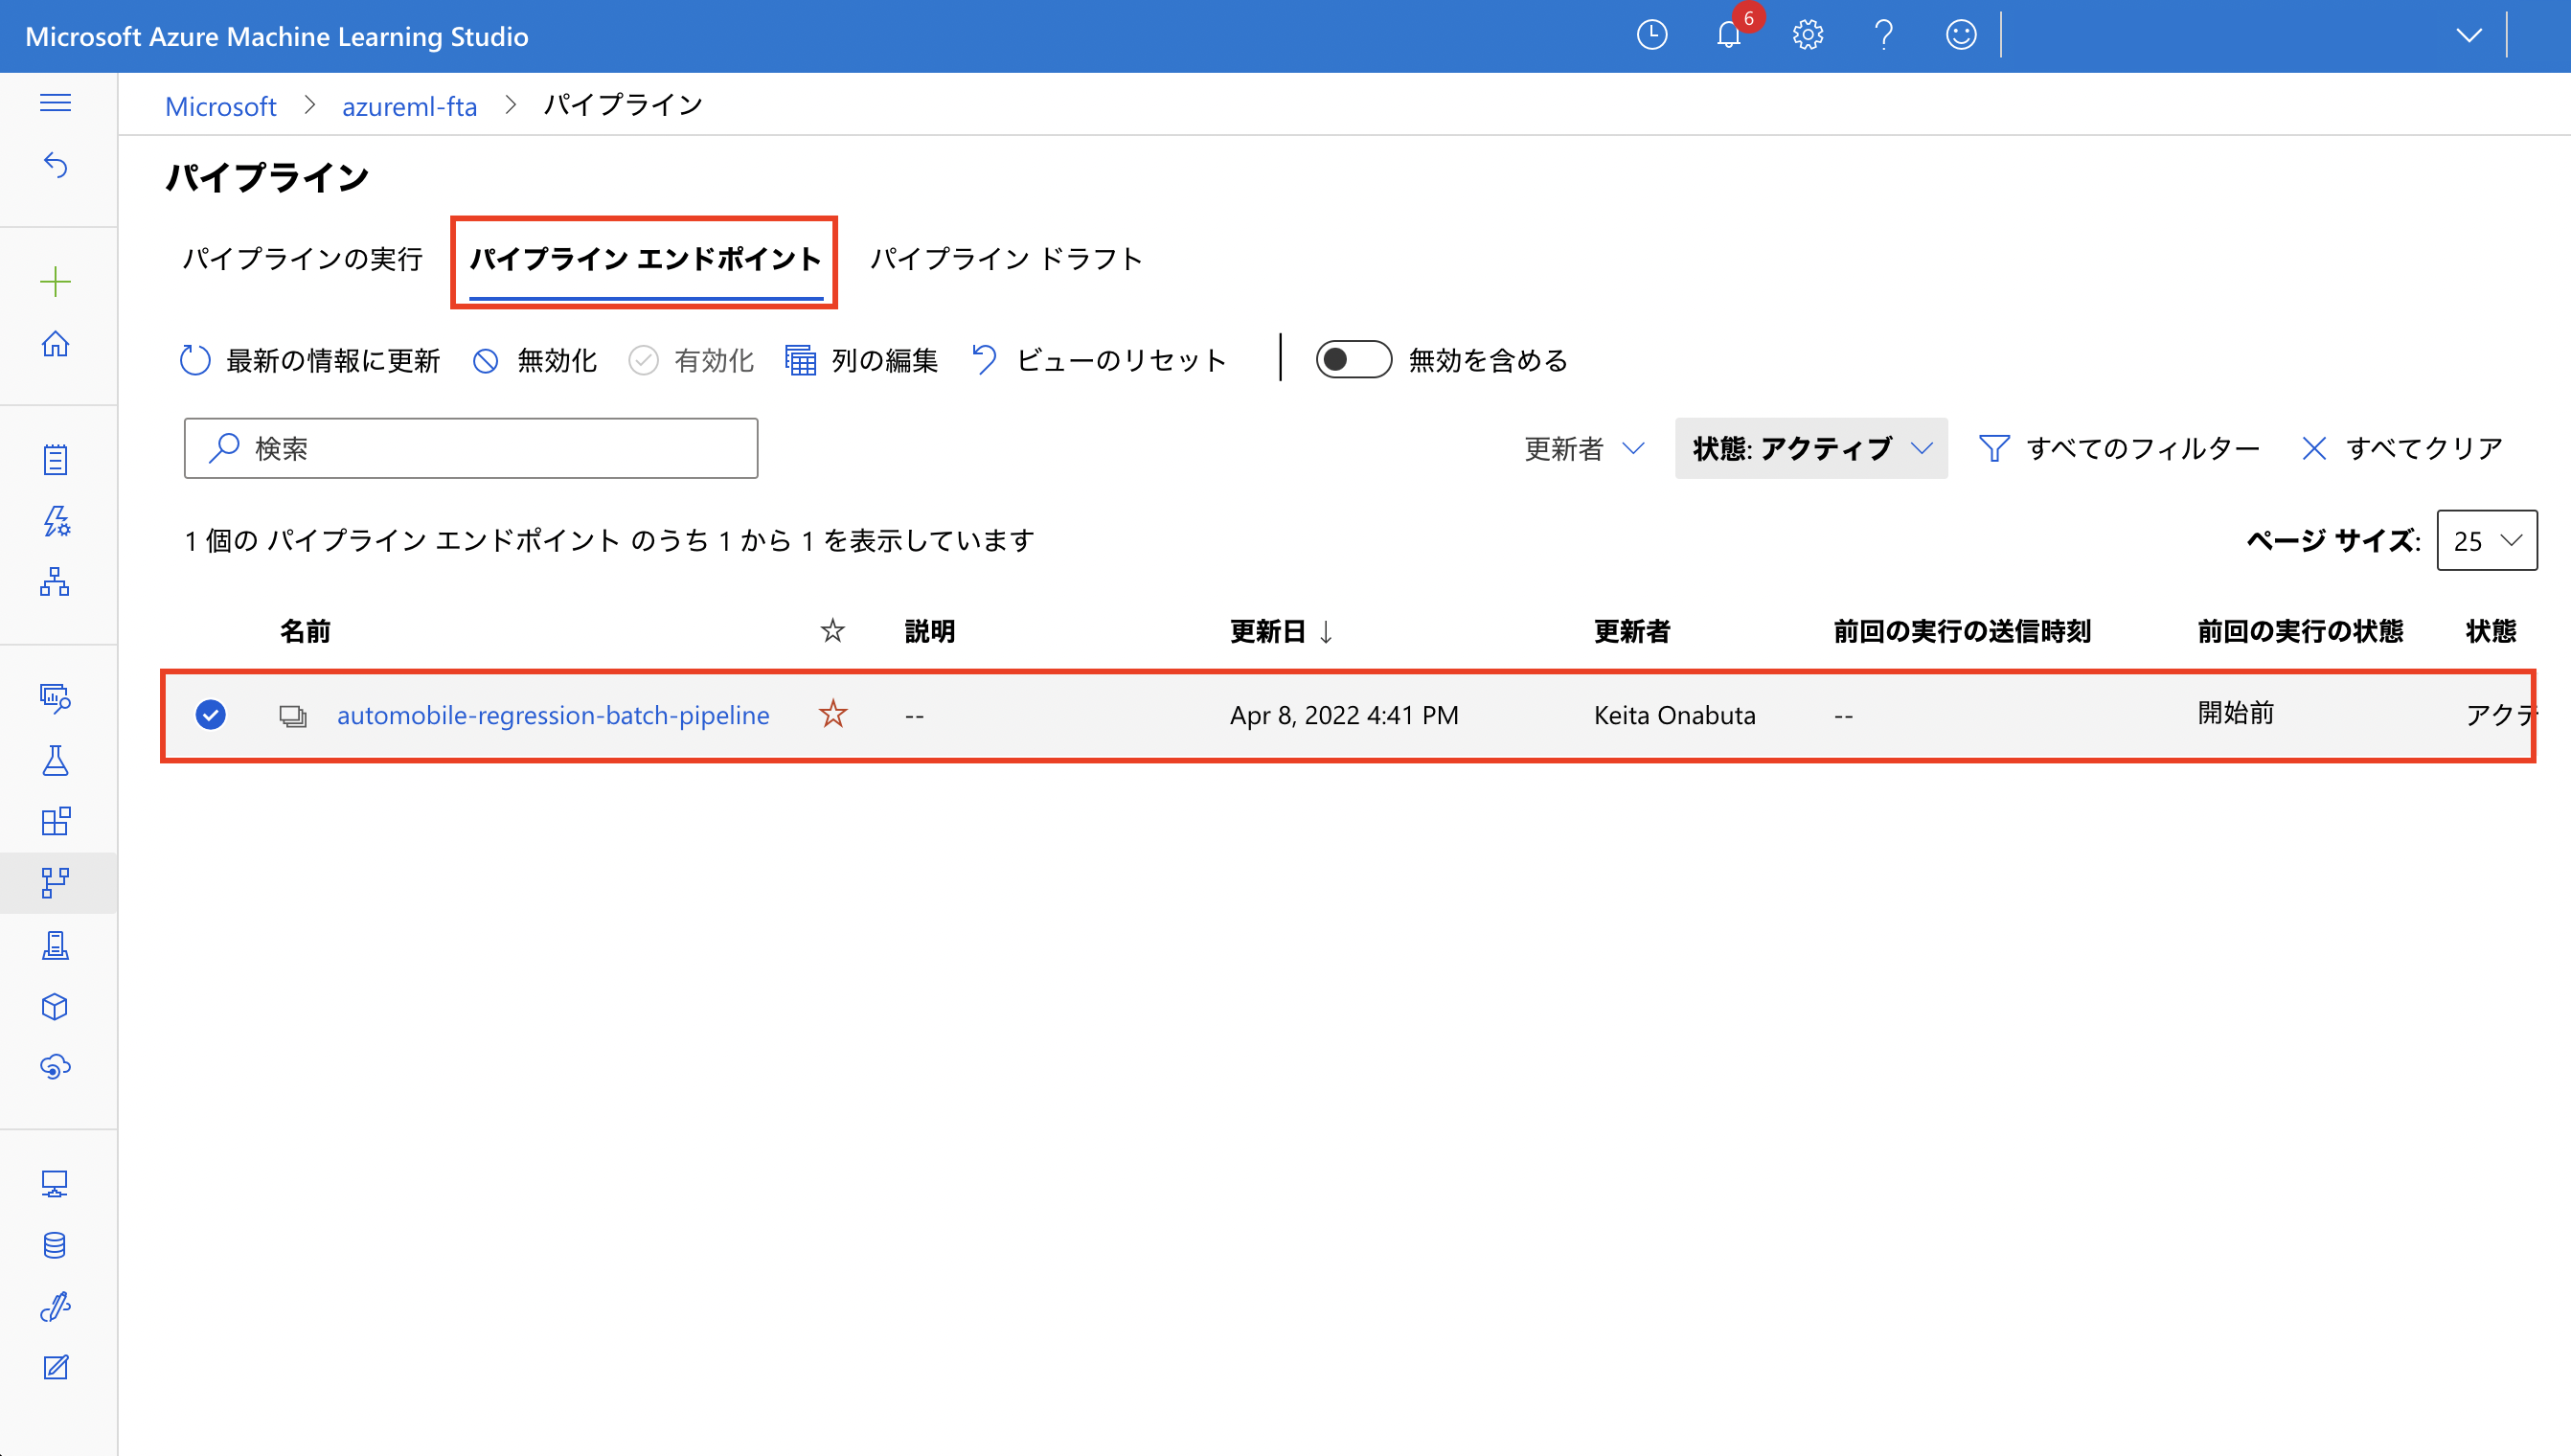 Microsoft Azure Machine Learning Studio
6
Microsoft > azureml-fta > パイプライン
パイプライン
パイプラインの実行 パイプライン エンドポイント パイプライン ドラフト
最新の情報に更新 無効化 有効化 列の編集 ビューのリセット 無効を含める
検索 更新者 状態: アクティブ すべてのフィルター すべてクリア
1 個の パイプライン エンドポイント のうち 1 から 1 を表示しています ページ サイズ: 25
名前 説明 更新日 ↓ 更新者 前回の実行の送信時刻 前回の実行の状態 状態
automobile-regression-batch-pipeline -- Apr 8, 2022 4:41 PM Keita Onabuta -- 開始前 アクテ